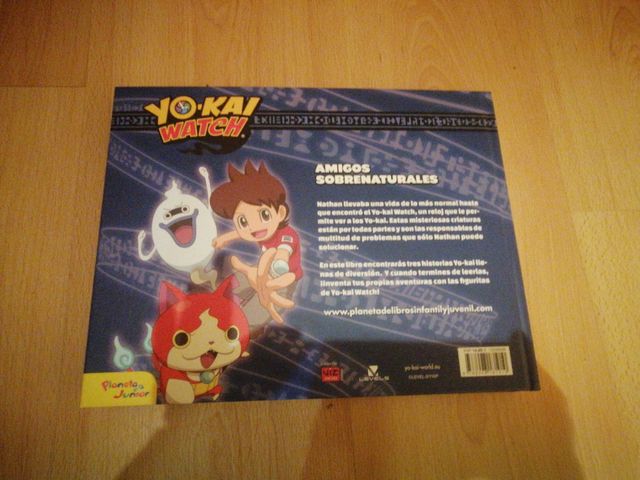 YO-KAI
WATCH
AMIGOS
SOBRENATURALES
Nathan llevaba una vida de lo más normal hasta
que encontró el Yo-kai Watch, un reloj que le per-
mite ver a los Yo-kai. Estas misteriosas criaturas
están por todas partes y son las responsables de
multitud de problemas que sólo Nathan puede
solucionar.
En este libro encontrarás tres historias Yo-kai lle-
nas de diversión. Y cuando termines de leerlas,
¡inventa tus propias aventuras con las figuritas
de Yo-kai Watch!
www.planetadelibrosinfantilyjuvenil.com
Planeta
Junior
VIZ
LEVEL5
yo-kai-world.eu